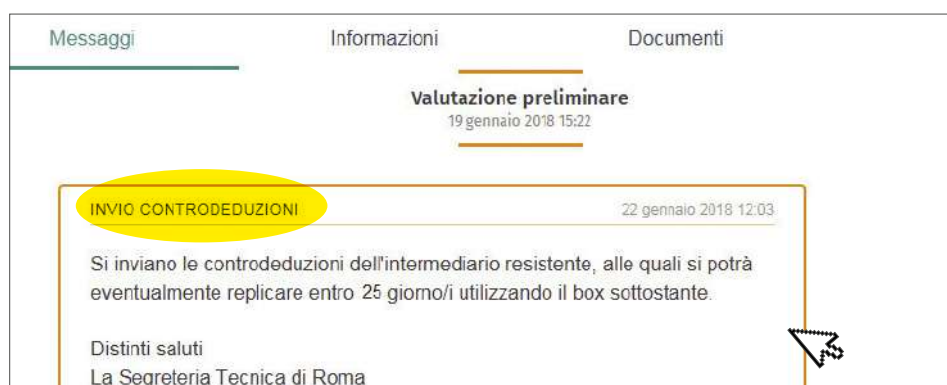 Messaggi Informazioni Documenti
Valutazione preliminare
19 gennaio 2018 15:22
INVIO CONTRODEDUZIONI 22 gennaio 2018 12:03
Si inviano le controdeduzioni dell'intermediario resistente, alle quali si potrà
eventualmente replicare entro 25 giorno/i utilizzando il box sottostante.
Distinti saluti
La Segreteria Tecnica di Roma